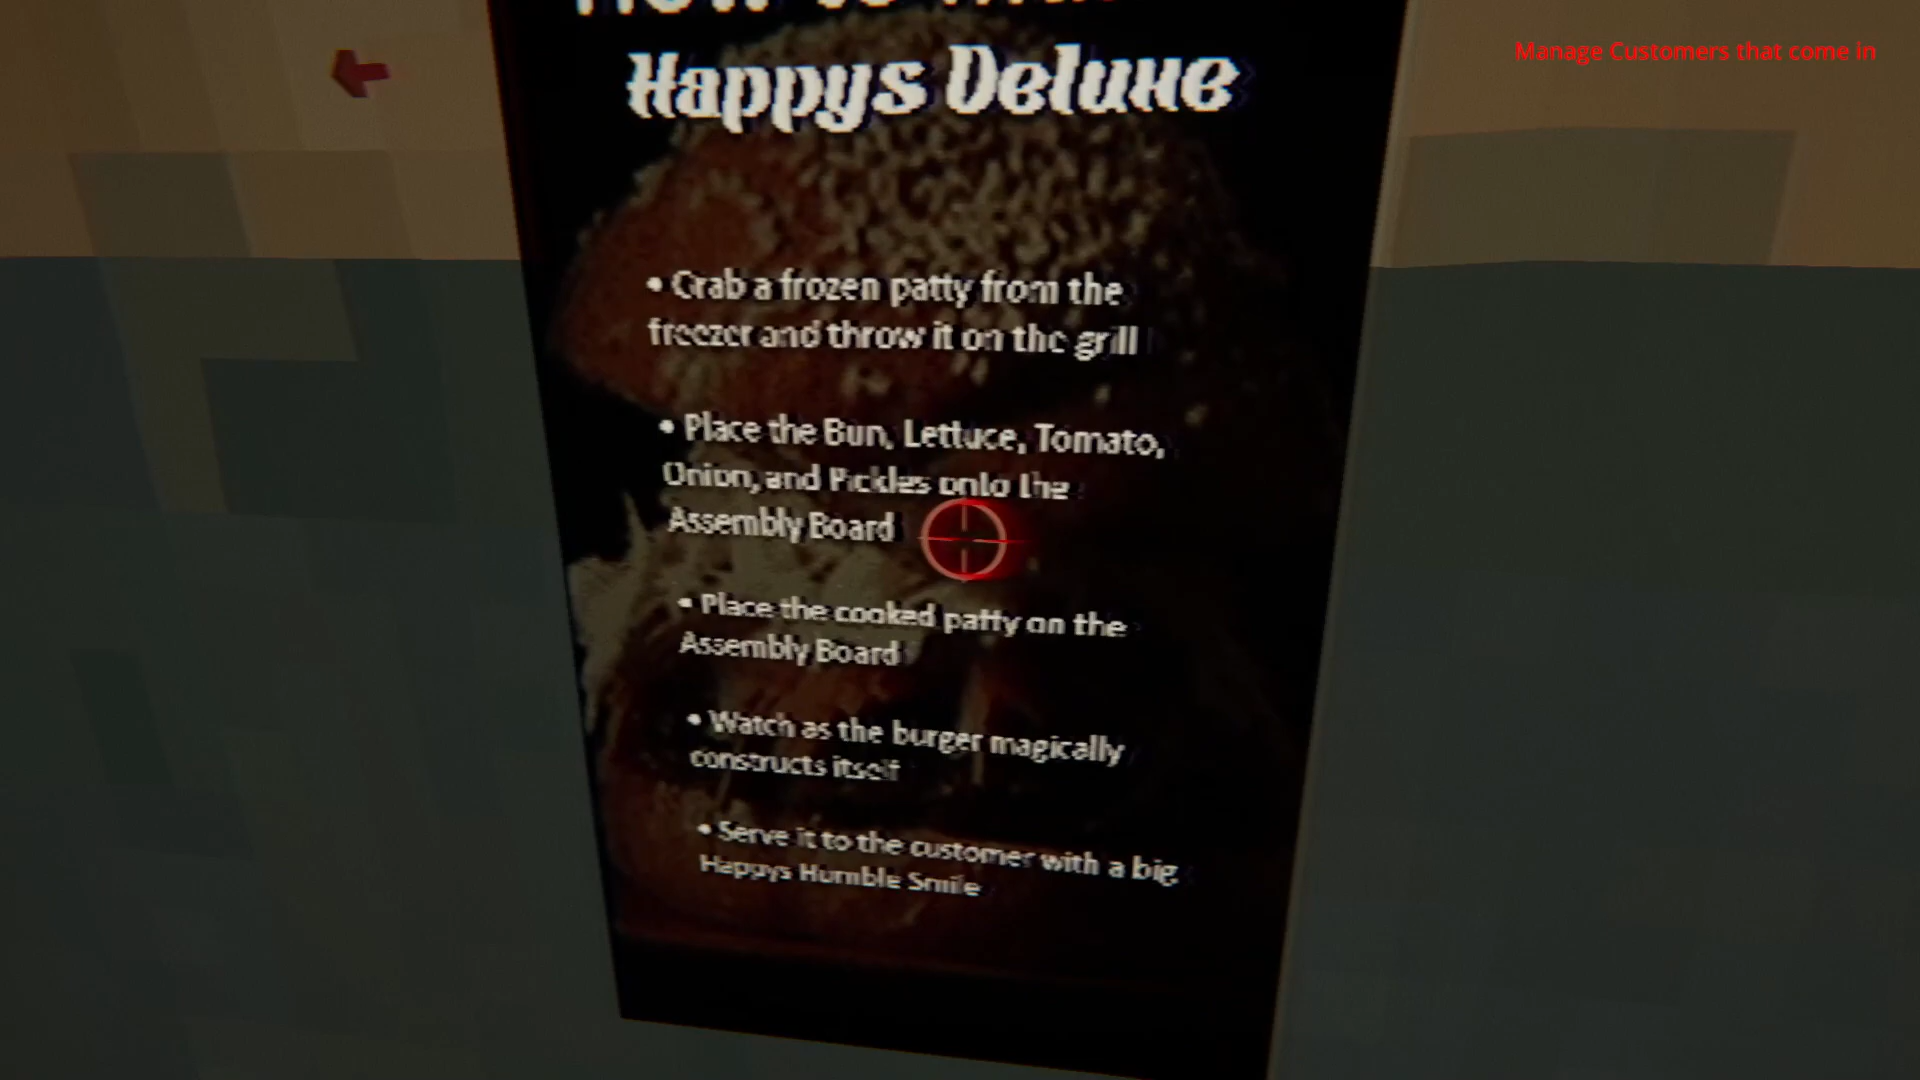 Manage Customers that come in
Happys Deluxe
• Grab a frozen patty from the
freezer and throw it on the grill
• Place the Bun, Lettuce, Tomato,
Onion, and Pickles onto the
Assembly Board
• Place the cooked patty on the
Assembly Board
• Watch as the burger magically
constructs itself
• Serve it to the customer with a big
Happys Humble Smile